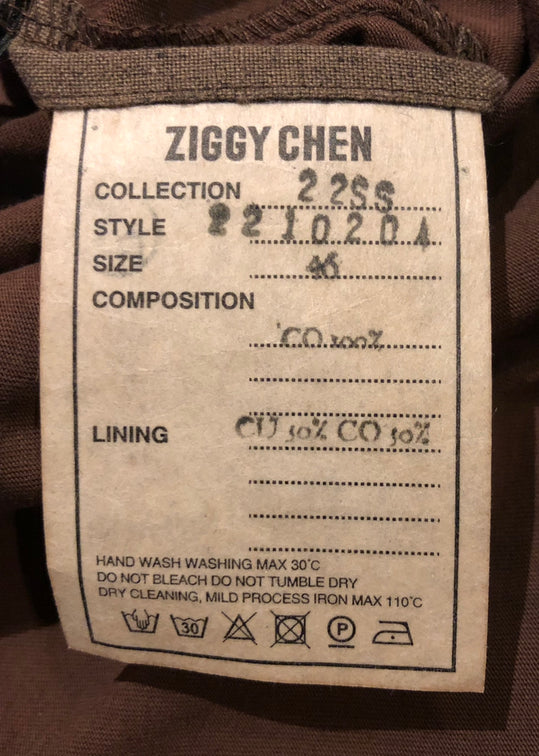 ZIGGY CHEN
COLLECTION 22SS
STYLE 2210204
SIZE 46
COMPOSITION
CO 100%
LINING CU 50% CO 50%
HAND WASH WASHING MAX 30°C
DO NOT BLEACH DO NOT TUMBLE DRY
DRY CLEANING, MILD PROCESS IRON MAX 110°C
30 P